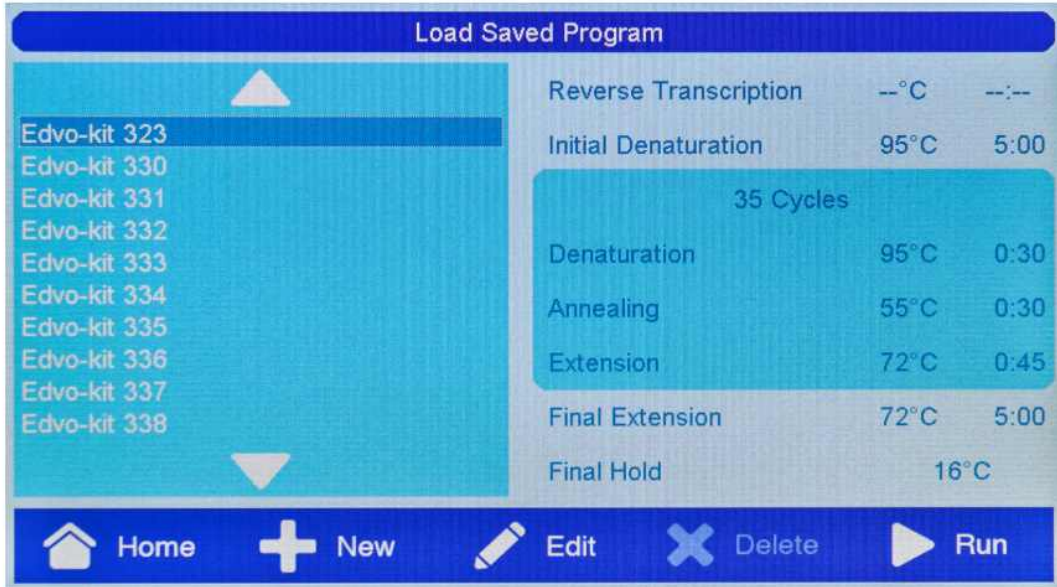 Load Saved Program
Edvo-kit 323
Edvo-kit 330
Edvo-kit 331
Edvo-kit 332
Edvo-kit 333
Edvo-kit 334
Edvo-kit 335
Edvo-kit 336
Edvo-kit 337
Edvo-kit 338
Reverse Transcription --°C --:--
Initial Denaturation 95°C 5:00
35 Cycles
Denaturation 95°C 0:30
Annealing 55°C 0:30
Extension 72°C 0:45
Final Extension 72°C 5:00
Final Hold 16°C
Home New Edit Delete Run